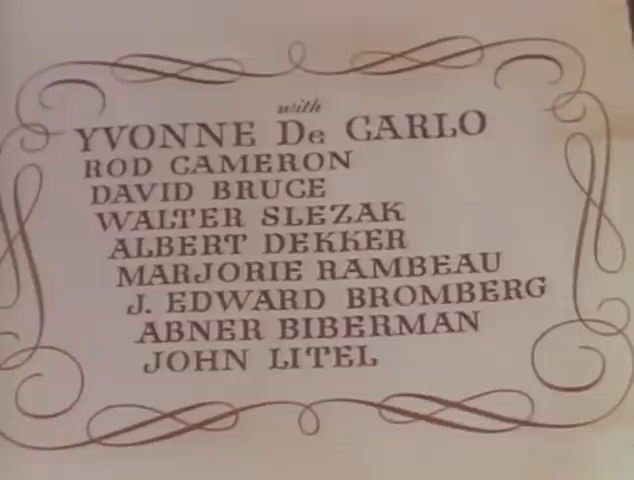 with
YVONNE De CARLO
ROD CAMERON
DAVID BRUCE
WALTER SLEZAK
ALBERT DEKKER
MARJORIE RAMBEAU
J. EDWARD BROMBERG
ABNER BIBERMAN
JOHN LITEL